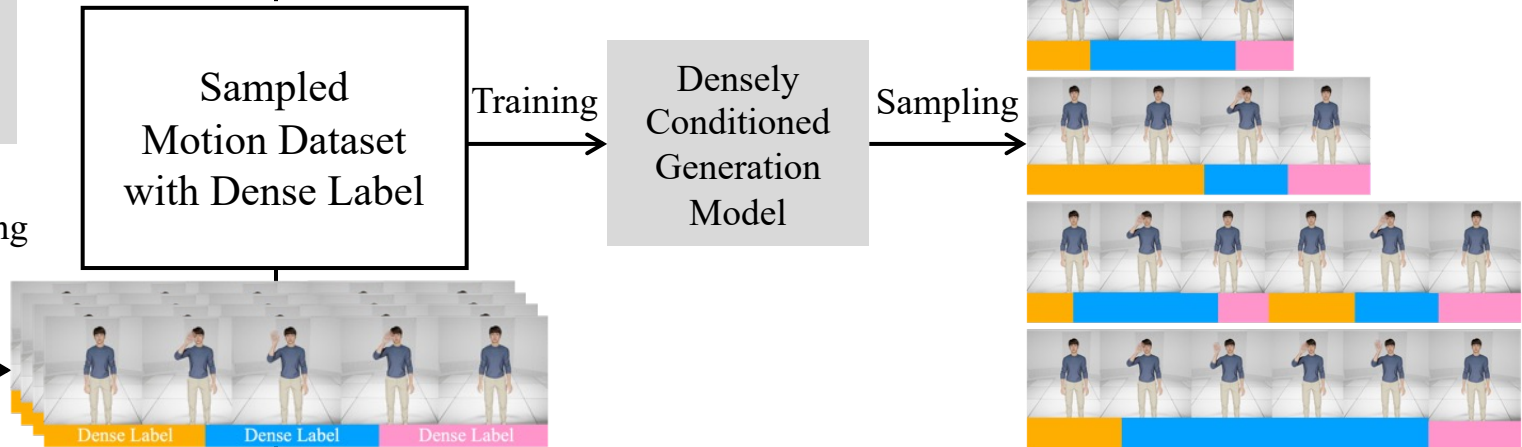 Sampled
Motion Dataset
with Dense Label
Training
Densely
Conditioned
Generation
Model
Sampling
ng
Dense Label Dense Label Dense Label